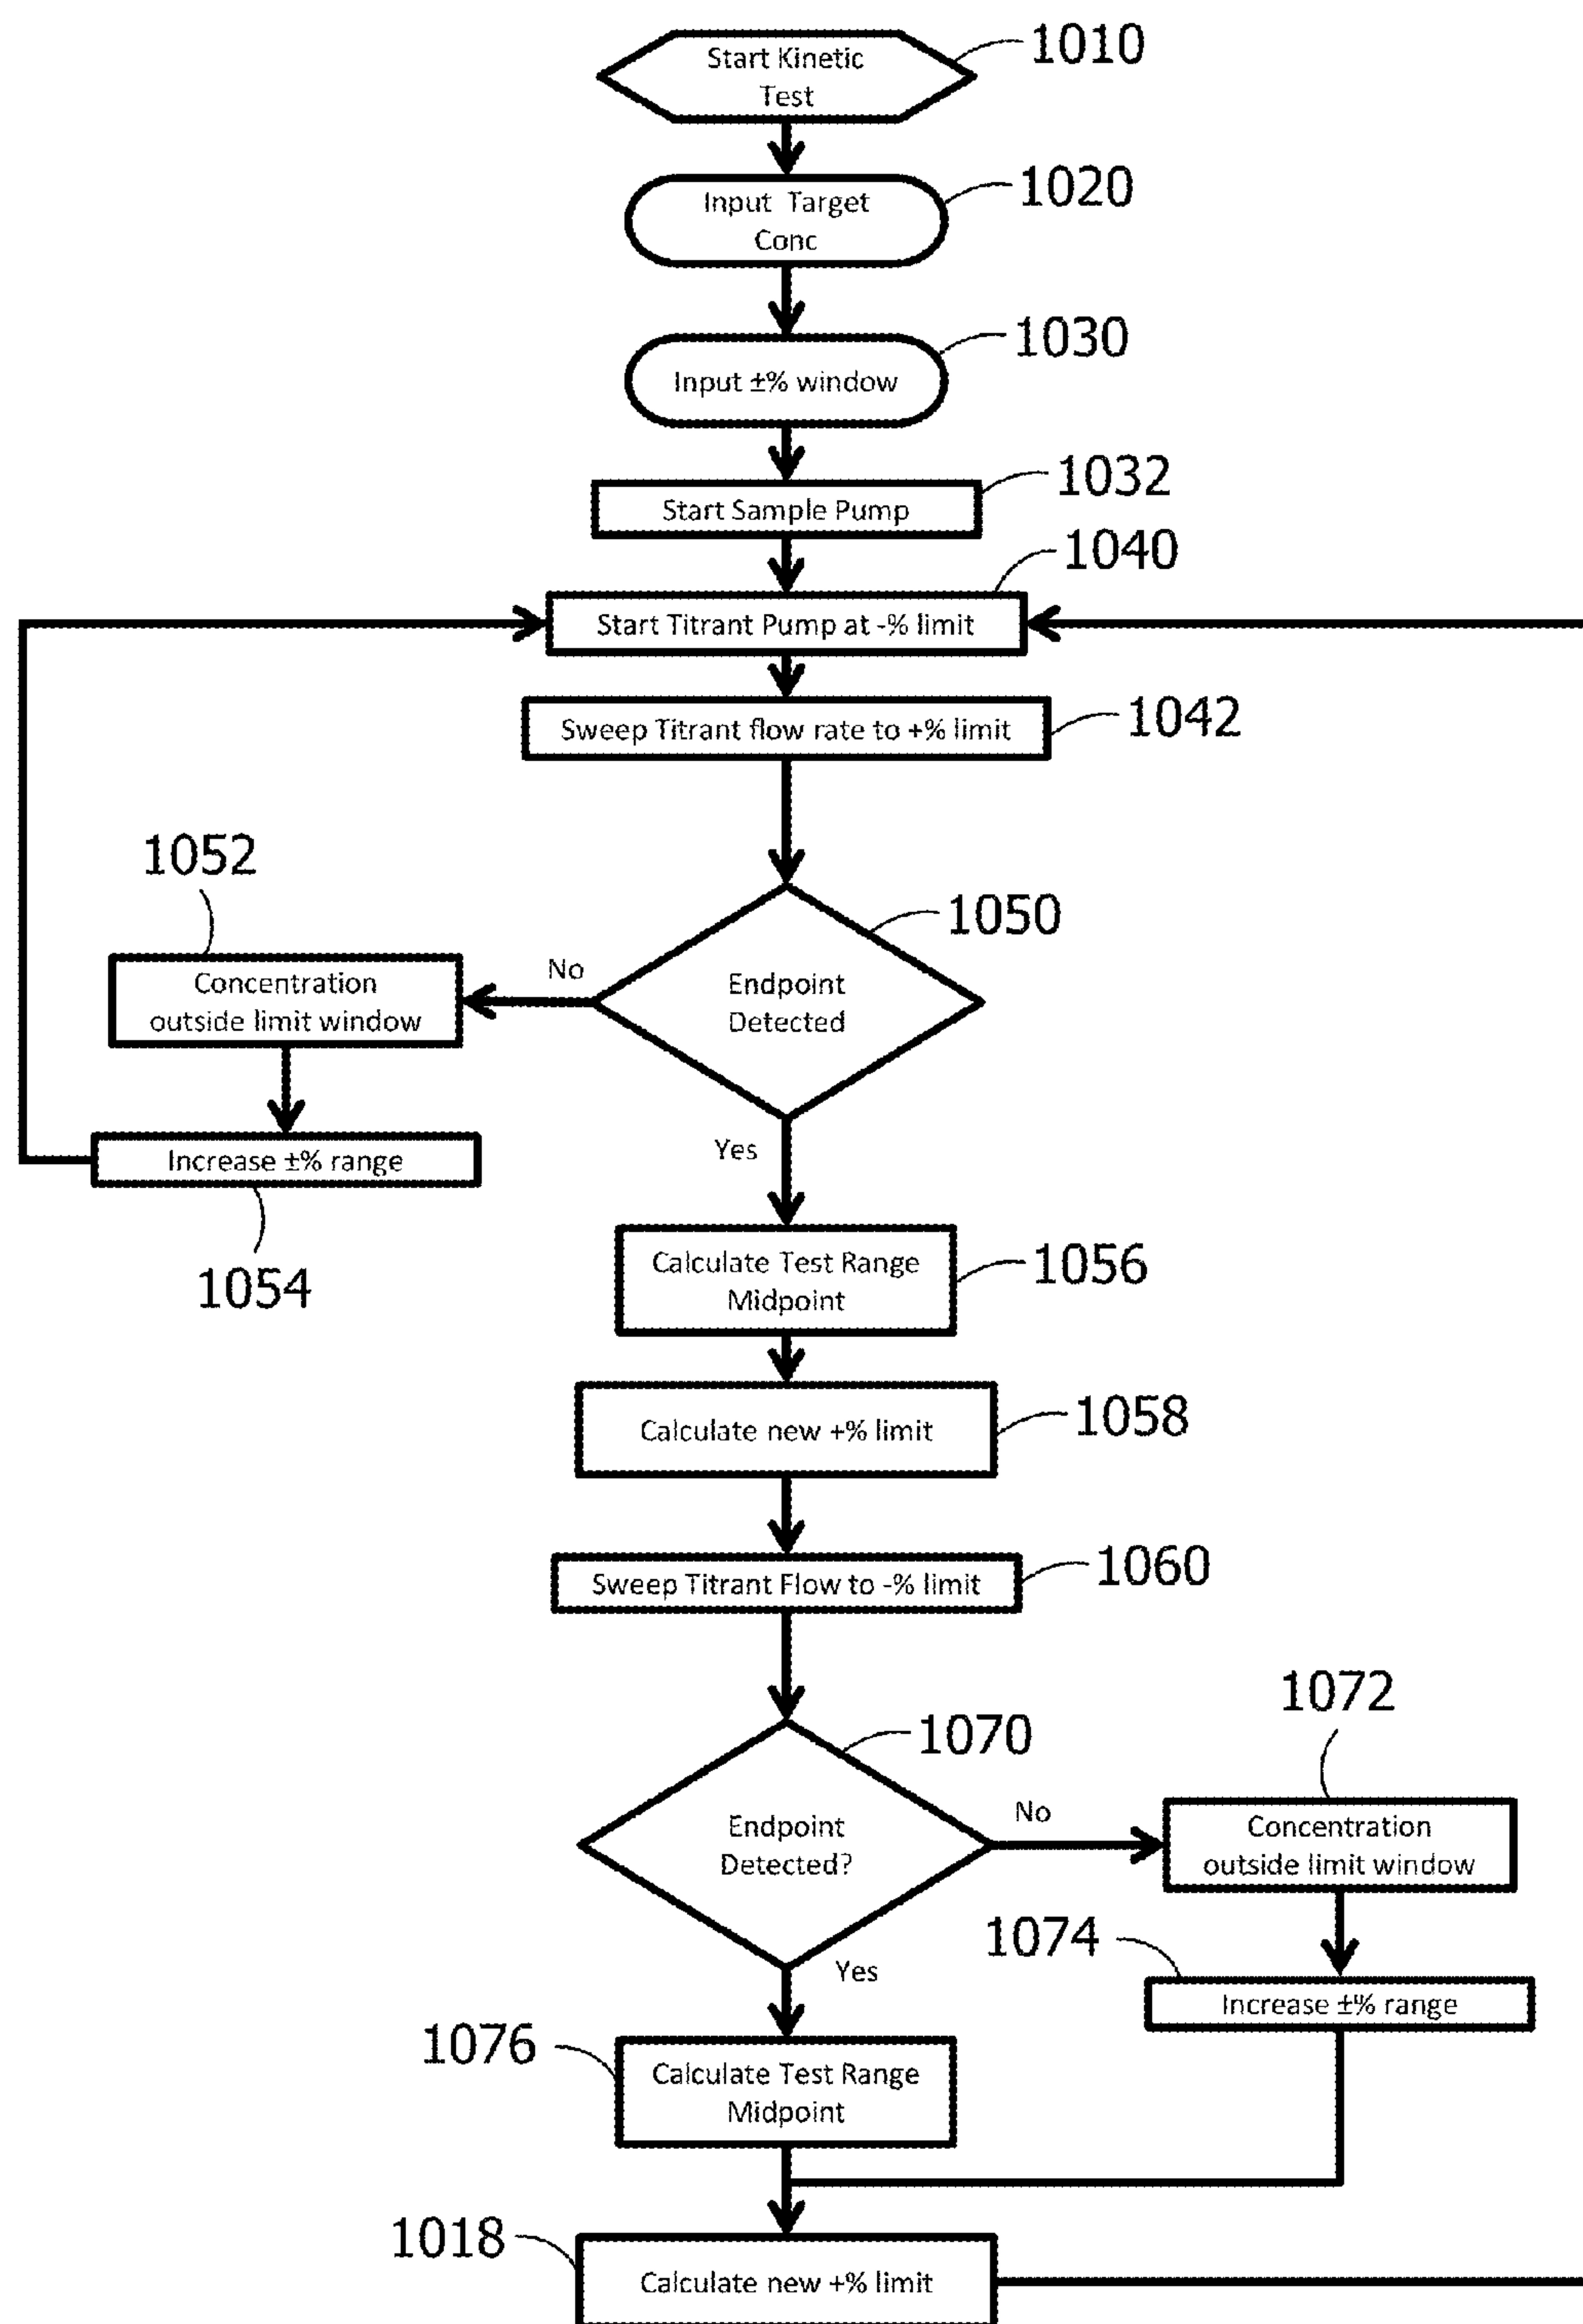 Start Kinetic
Test
1010
Input Target
Conc
1020
Input ±% window
1030
Start Sample Pump
1032
Start Titrant Pump at -% limit
1040
Sweep Titrant flow rate to +% limit
1042
1052
Concentration
outside limit window
No
Endpoint
Detected
1050
Increase ±% range
1054
Yes
Calculate Test Range
Midpoint
1056
Calculate new +% limit
1058
Sweep Titrant Flow to -% limit
1060
Endpoint
Detected?
1070
No
1072
Concentration
outside limit window
1074
Increase ±% range
Yes
1076
Calculate Test Range
Midpoint
1018
Calculate new +% limit